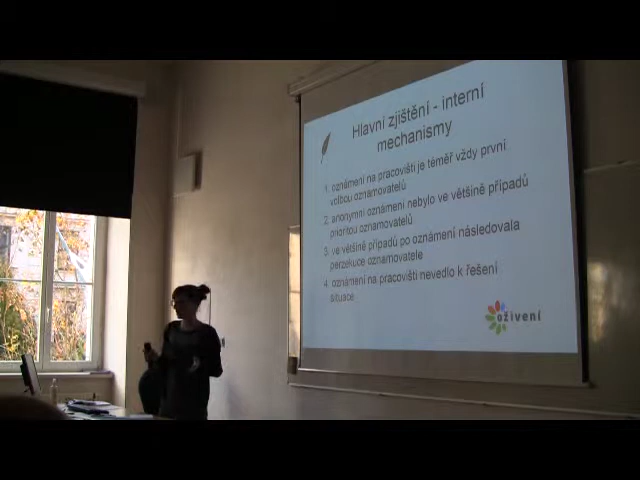 Hlavní zjištění - interní
mechanismy
1. oznámení na pracovišti je téměř vždy první
volbou oznamovatelů
2. anonymní oznámení nebylo ve většině případů
prioritou oznamovatelů
3. ve většině případů po oznámení následovala
perzekuce oznamovatele
4. oznámení na pracovišti nevedlo k řešení
situace
oživení